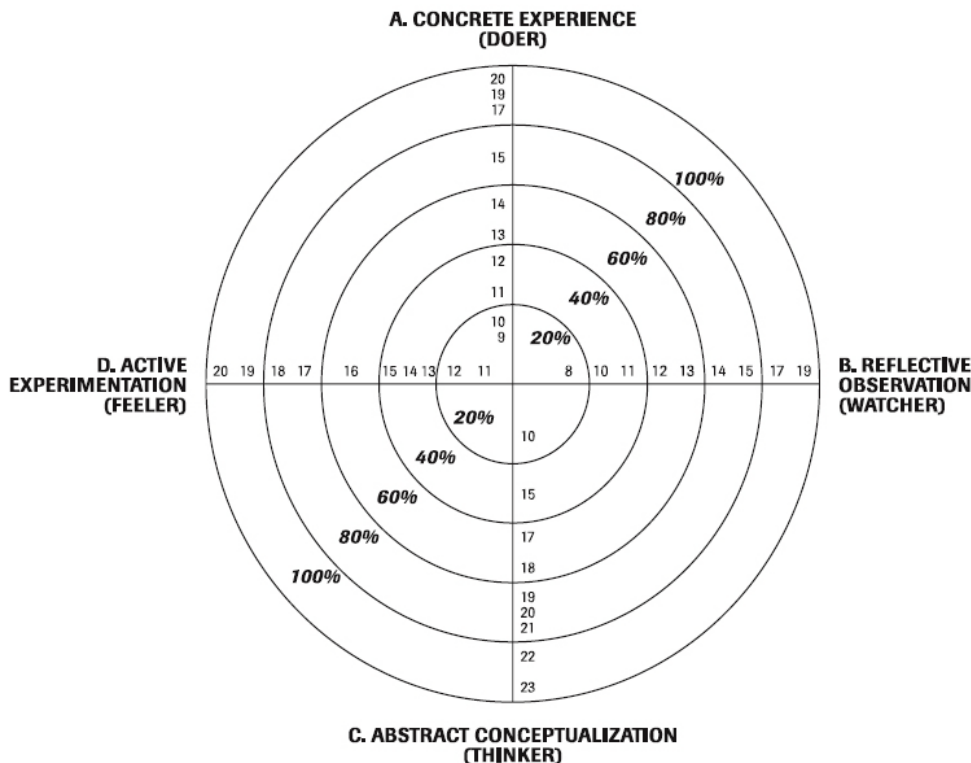 A. CONCRETE EXPERIENCE
(DOER)
20
19
17
15
100%
14
80%
13
60%
12
11
40%
10
9
20%
D. ACTIVE
EXPERIMENTATION
(FEELER)
20 19 18 17 16 15 14 13 12 11 8 10 11 12 13 14 15 17 19
B. REFLECTIVE
OBSERVATION
(WATCHER)
20%
10
40%
15
60%
17
80%
18
100%
19
20
21
22
23
C. ABSTRACT CONCEPTUALIZATION
(THINKER)